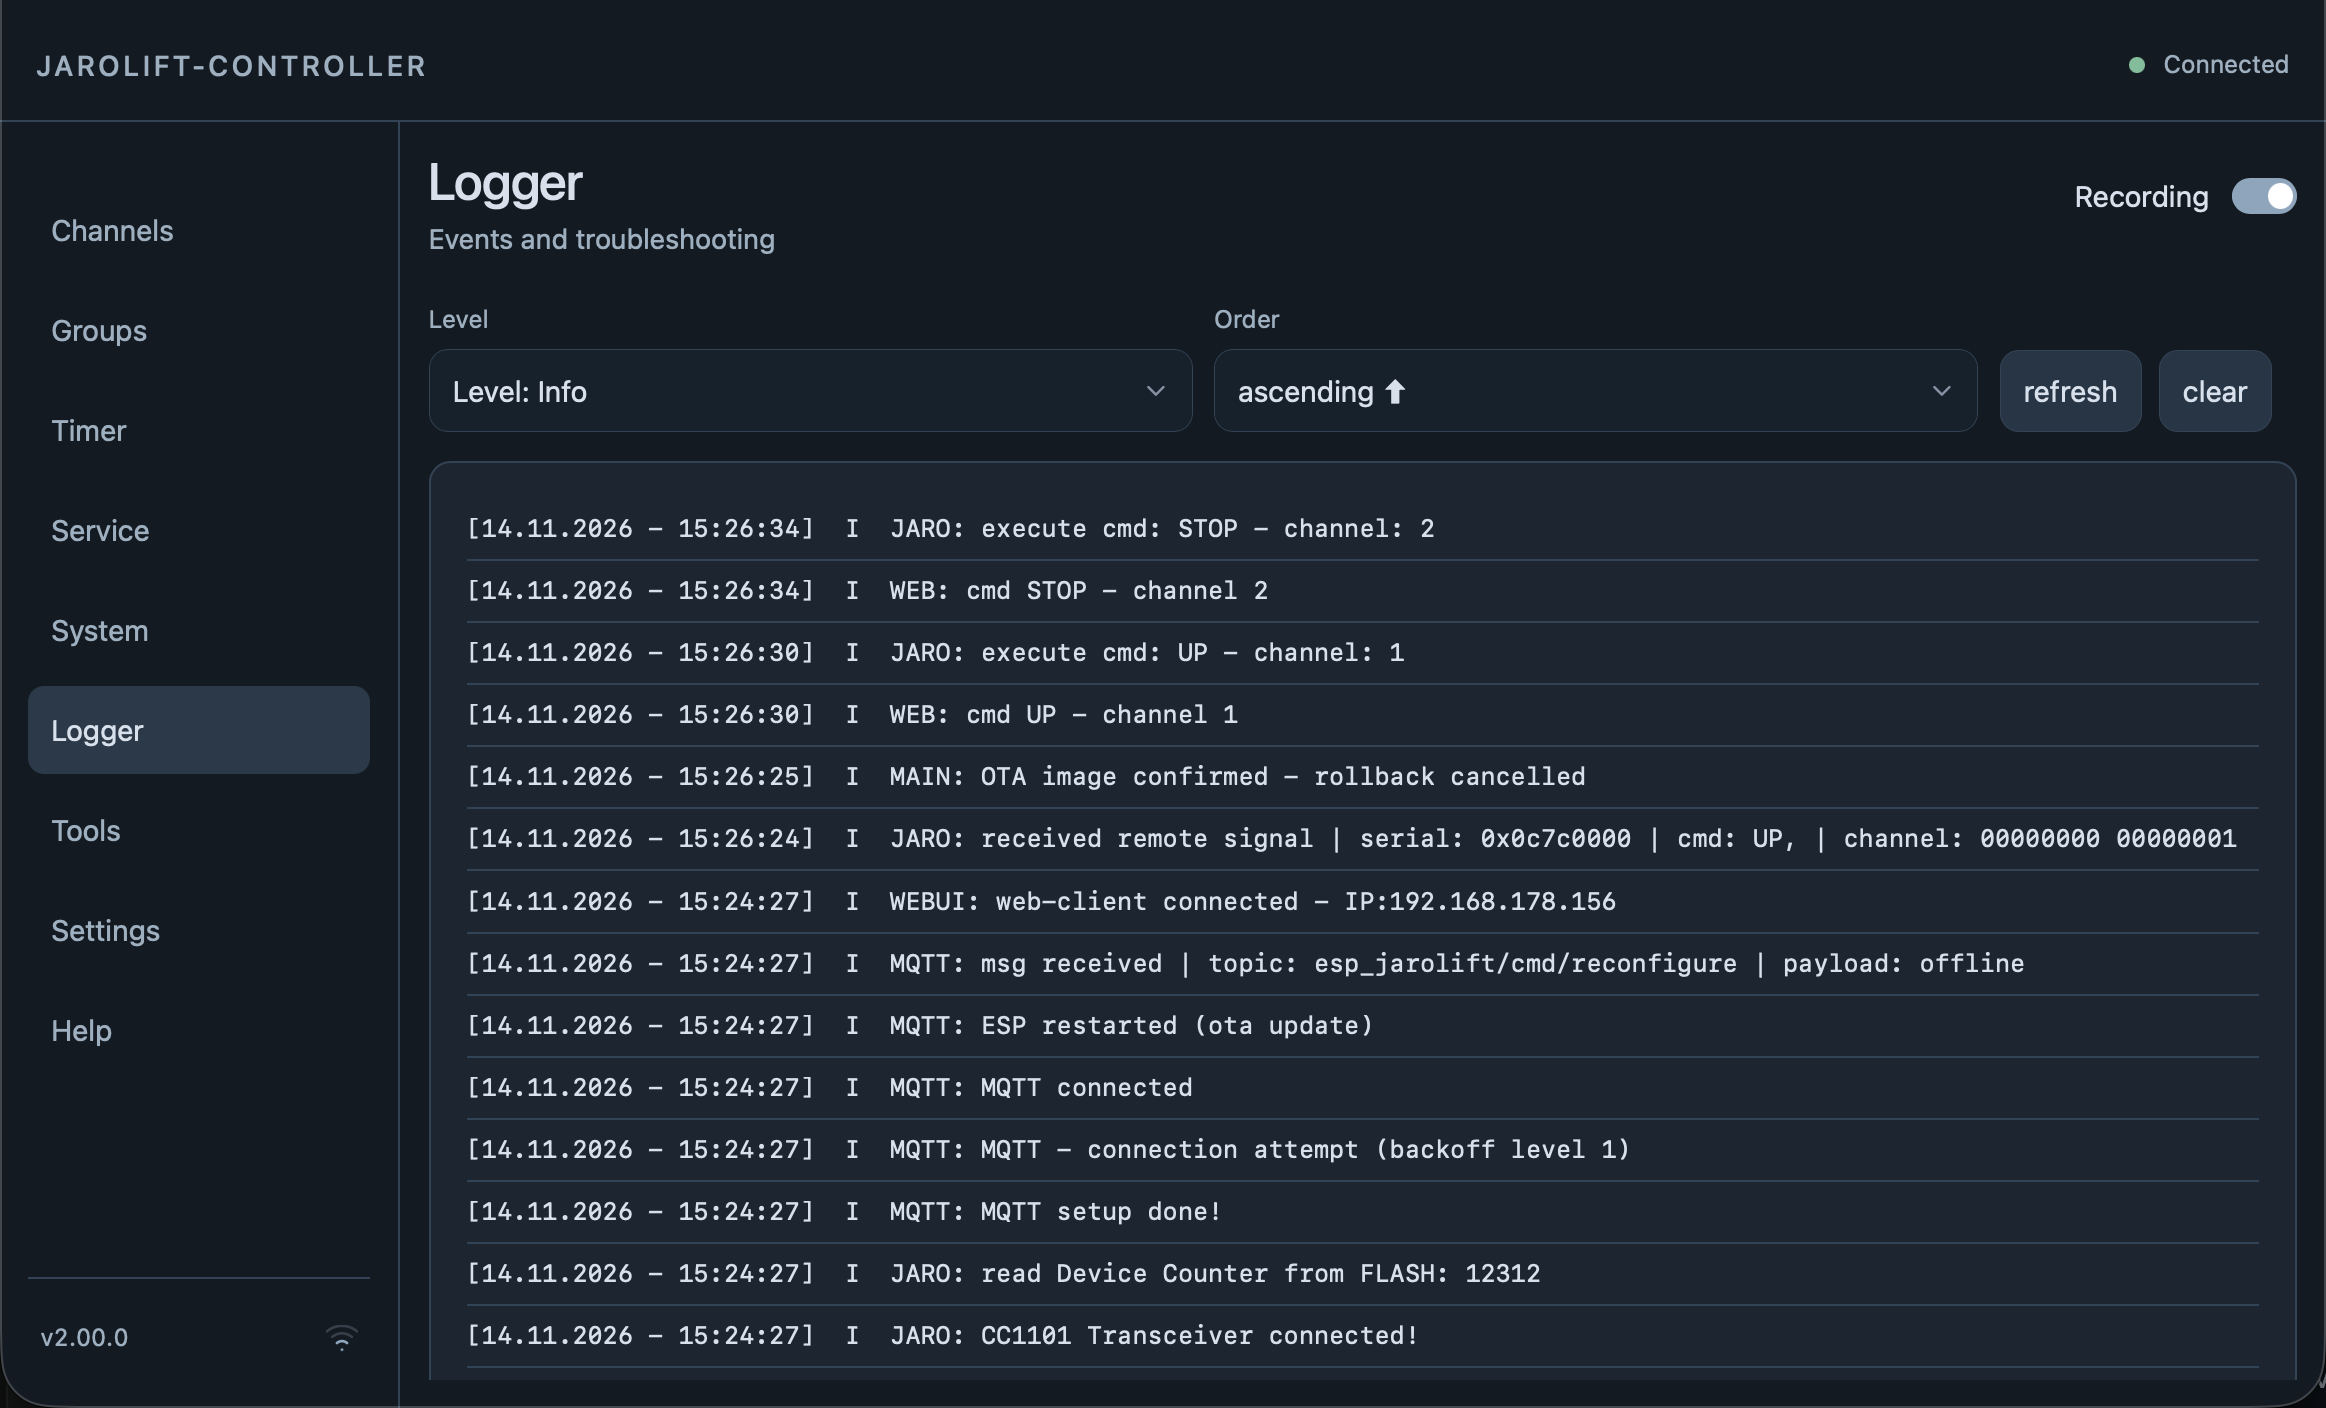 JAROLIFT-CONTROLLER
Connected
Channels
Groups
Timer
Service
System
Logger
Tools
Settings
Help
v2.00.0
Logger
Events and troubleshooting
Recording
Level
Order
Level: Info
ascending ⬆
refresh
clear
[14.11.2026 – 15:26:34] I JARO: execute cmd: STOP – channel: 2
[14.11.2026 – 15:26:34] I WEB: cmd STOP – channel 2
[14.11.2026 – 15:26:30] I JARO: execute cmd: UP – channel: 1
[14.11.2026 – 15:26:30] I WEB: cmd UP – channel 1
[14.11.2026 – 15:26:25] I MAIN: OTA image confirmed – rollback cancelled
[14.11.2026 – 15:26:24] I JARO: received remote signal | serial: 0x0c7c0000 | cmd: UP, | channel: 00000000 00000001
[14.11.2026 – 15:24:27] I WEBUI: web–client connected – IP:192.168.178.156
[14.11.2026 – 15:24:27] I MQTT: msg received | topic: esp_jarolift/cmd/reconfigure | payload: offline
[14.11.2026 – 15:24:27] I MQTT: ESP restarted (ota update)
[14.11.2026 – 15:24:27] I MQTT: MQTT connected
[14.11.2026 – 15:24:27] I MQTT: MQTT – connection attempt (backoff level 1)
[14.11.2026 – 15:24:27] I MQTT: MQTT setup done!
[14.11.2026 – 15:24:27] I JARO: read Device Counter from FLASH: 12312
[14.11.2026 – 15:24:27] I JARO: CC1101 Transceiver connected!